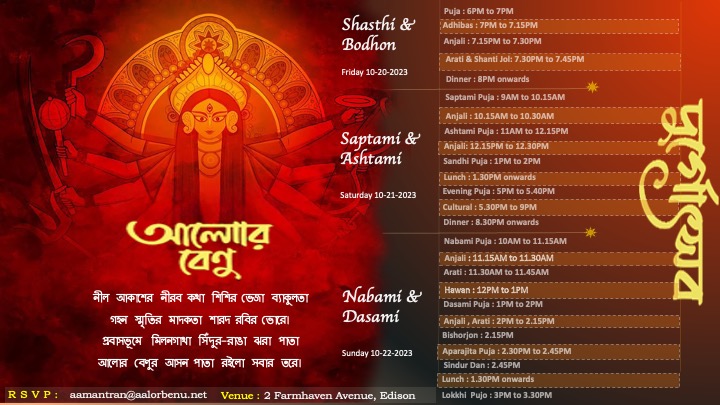 আলোর
বেণু
নীল আকাশের নীরব কথা শিশির ভেজা ব্যাকুলতা
গহন স্মৃতির মাদকতা শারদ রবির ভোরে।
প্রবাসভূমে মিলনগাথা সিঁদুর-রাঙা ঝরা পাতা
আলোর বেণুর আসন পাতা রইলো সবার তরে।
R S V P : aamantran@aalorbenu.net Venue : 2 Farmhaven Avenue, Edison
Shasthi &
Bodhon
Friday 10-20-2023
Puja : 6PM to 7PM
Adhibas : 7PM to 7.15PM
Anjali : 7.15PM to 7.30PM
Arati & Shanti Jol: 7.30PM to 7.45PM
Dinner : 8PM onwards
Saptami &
Ashtami
Saturday 10-21-2023
Saptami Puja : 9AM to 10.15AM
Anjali : 10.15AM to 10.30AM
Ashtami Puja : 11AM to 12.15PM
Anjali: 12.15PM to 12.30PM
Sandhi Puja : 1PM to 2PM
Lunch : 1.30PM onwards
Evening Puja : 5PM to 5.40PM
Cultural : 5.30PM to 9PM
Dinner : 8.30PM onwards
Nabami &
Dasami
Sunday 10-22-2023
Nabami Puja : 10AM to 11.15AM
Anjali : 11.15AM to 11.30AM
Arati : 11.30AM to 11.45AM
Hawan : 12PM to 1PM
Dasami Puja : 1PM to 2PM
Anjali , Arati : 2PM to 2.15PM
Bishorjon : 2.15PM
Aparajita Puja : 2.30PM to 2.45PM
Sindur Dan : 2.45PM
Lunch : 1.30PM onwards
Lokkhi Pujo : 3PM to 3.30PM
দুর্গোৎসব